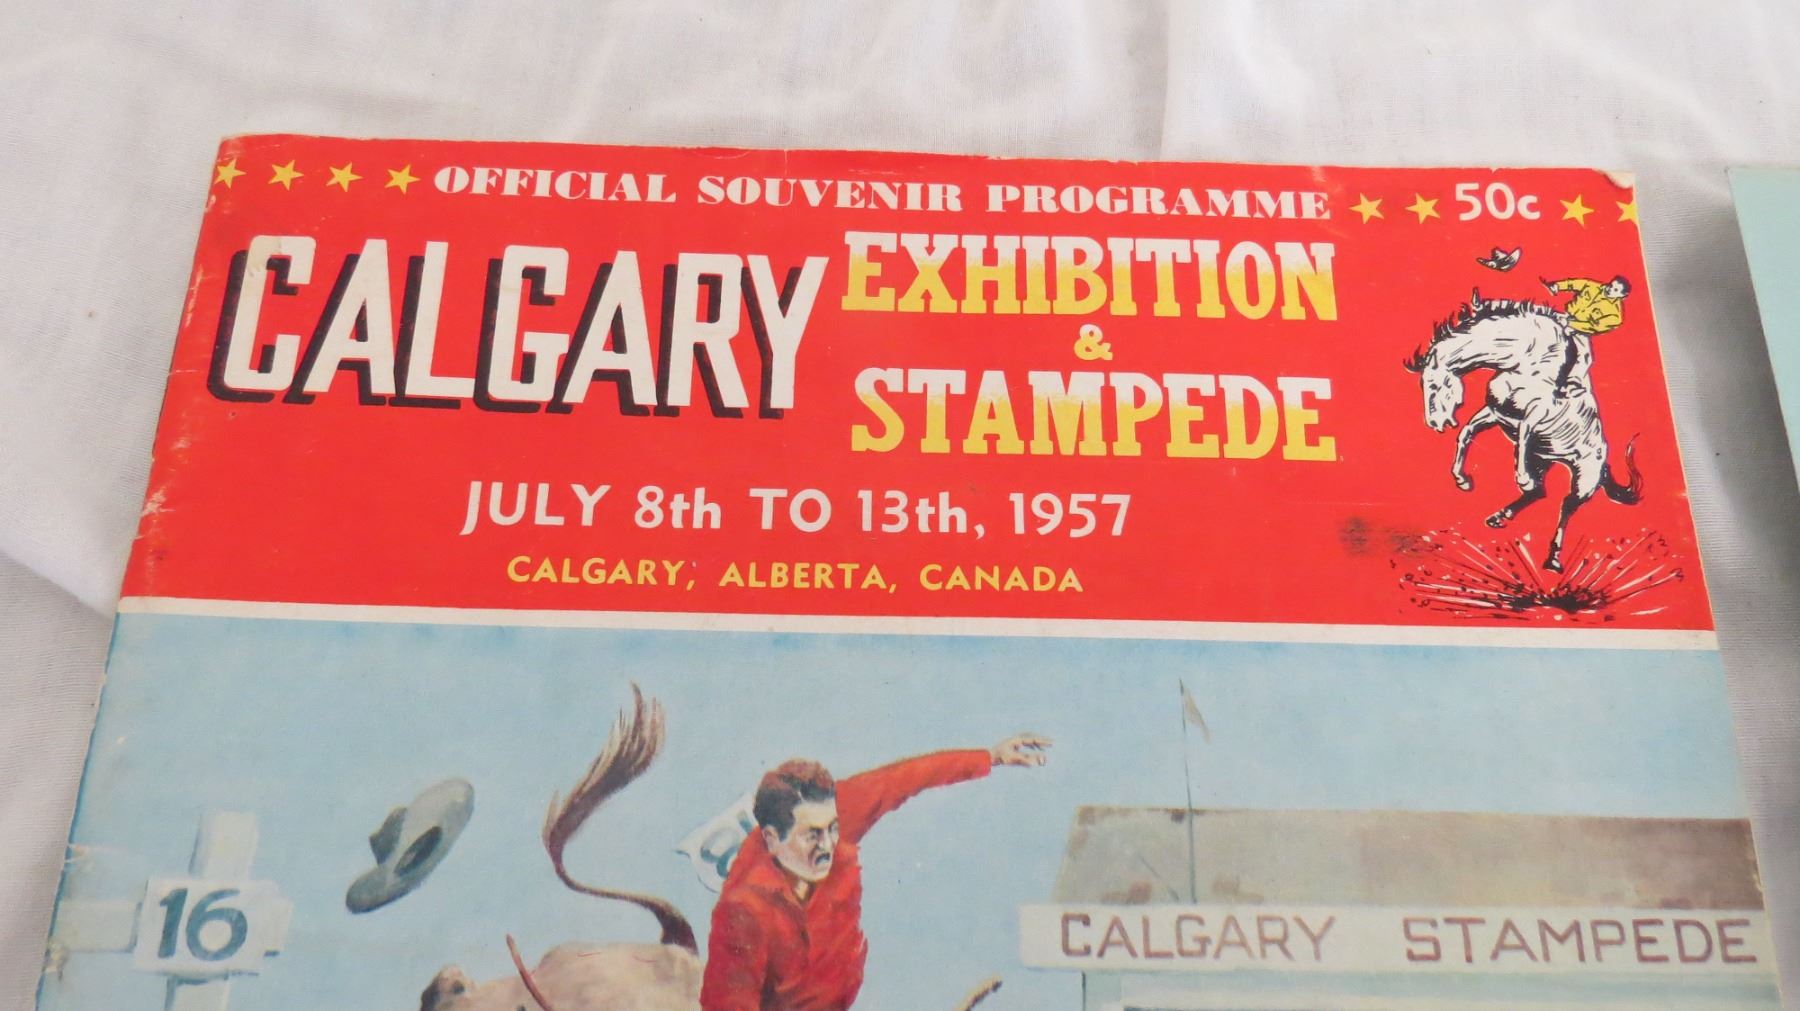 OFFICIAL SOUVENIR PROGRAMME 50c
CALGARY EXHIBITION
&
STAMPEDE
JULY 8th TO 13th, 1957
CALGARY, ALBERTA, CANADA
16
CALGARY STAMPEDE